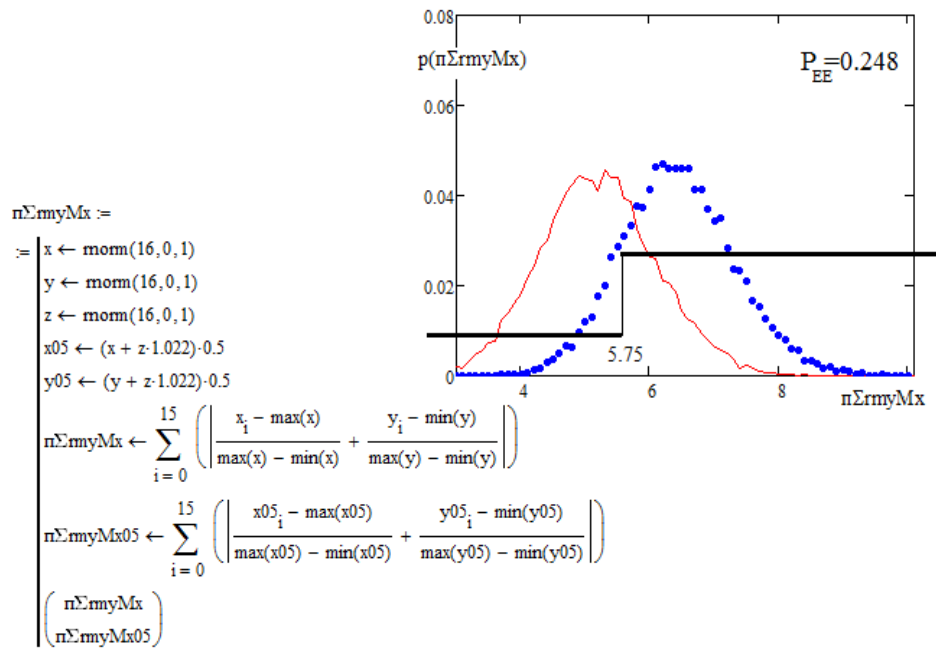 0.08
p(πΣrmyMx)
P_EE=0.248
0.06
0.04
0.02
0
5.75
4 6 8
πΣrmyMx
πΣrmyMx :=
:= x ← rnorm(16,0,1)
y ← rnorm(16,0,1)
z ← rnorm(16,0,1)
x05 ← (x + z·1.022)·0.5
y05 ← (y + z·1.022)·0.5
πΣrmyMx ← ∑_{i = 0}^{15} (|(x_i − max(x))/(max(x) − min(x)) + (y_i − min(y))/(max(y) − min(y))|)
πΣrmyMx05 ← ∑_{i = 0}^{15} (|(x05_i − max(x05))/(max(x05) − min(x05)) + (y05_i − min(y05))/(max(y05) − min(y05))|)
(πΣrmyMx
πΣrmyMx05)